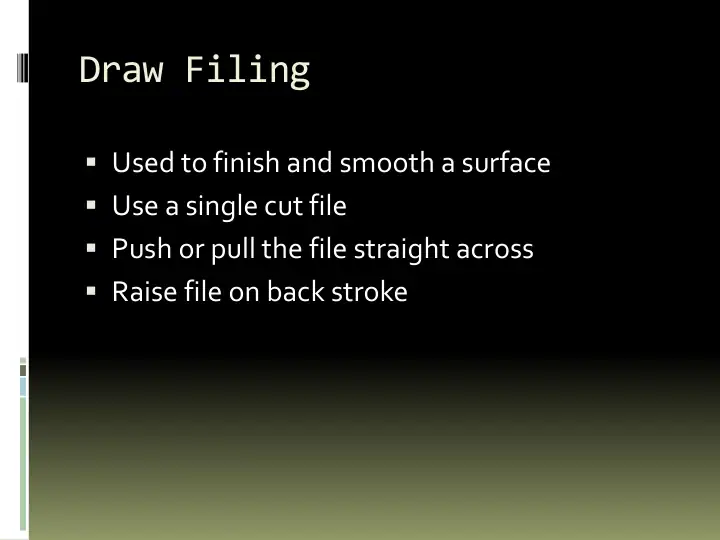 Draw Filing
▪ Used to finish and smooth a surface
▪ Use a single cut file
▪ Push or pull the file straight across
▪ Raise file on back stroke